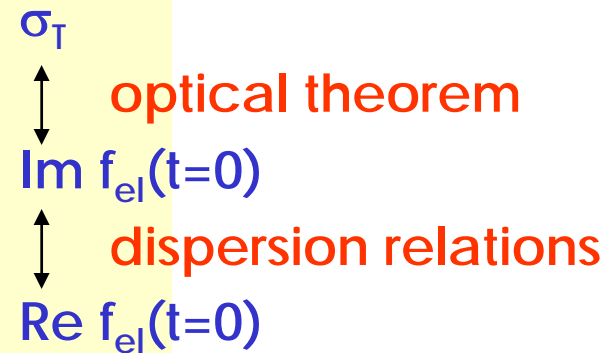 σT
optical theorem
Im fel(t=0)
dispersion relations
Re fel(t=0)